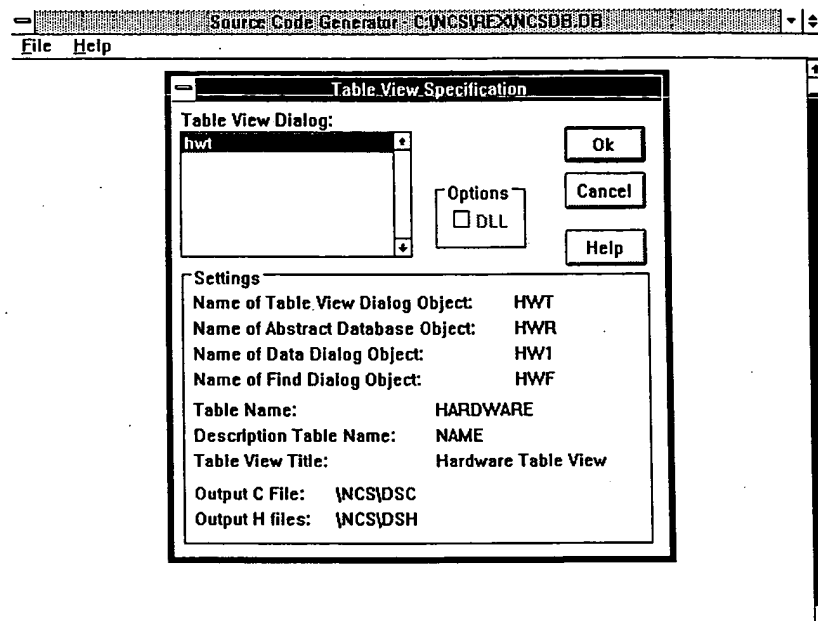 Source Code Generator - C:\NCS\REX\NCSDB.DB
File Help
Table View Specification
Table View Dialog:
hwt
Ok
Options
Cancel
DLL
Help
Settings
Name of Table View Dialog Object: HWT
Name of Abstract Database Object: HWR
Name of Data Dialog Object: HW1
Name of Find Dialog Object: HWF
Table Name: HARDWARE
Description Table Name: NAME
Table View Title: Hardware Table View
Output C File: \NCS\DSC
Output H files: \NCS\DSH